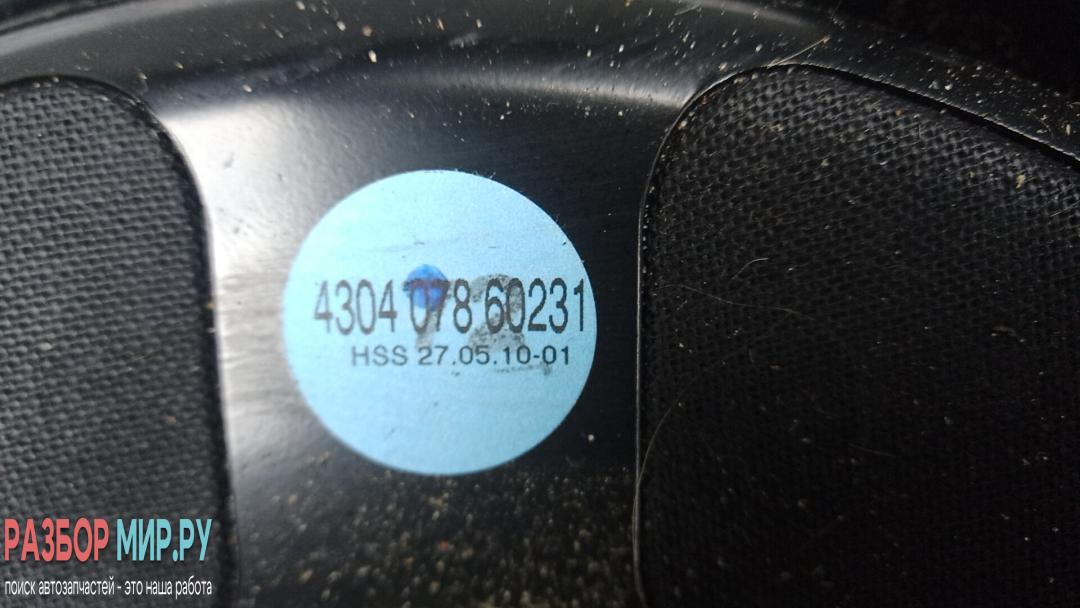 4304 078 60231
HSS 27.05.10-01
РАЗБОР МИР.РУ
поиск автозапчастей - это наша работа